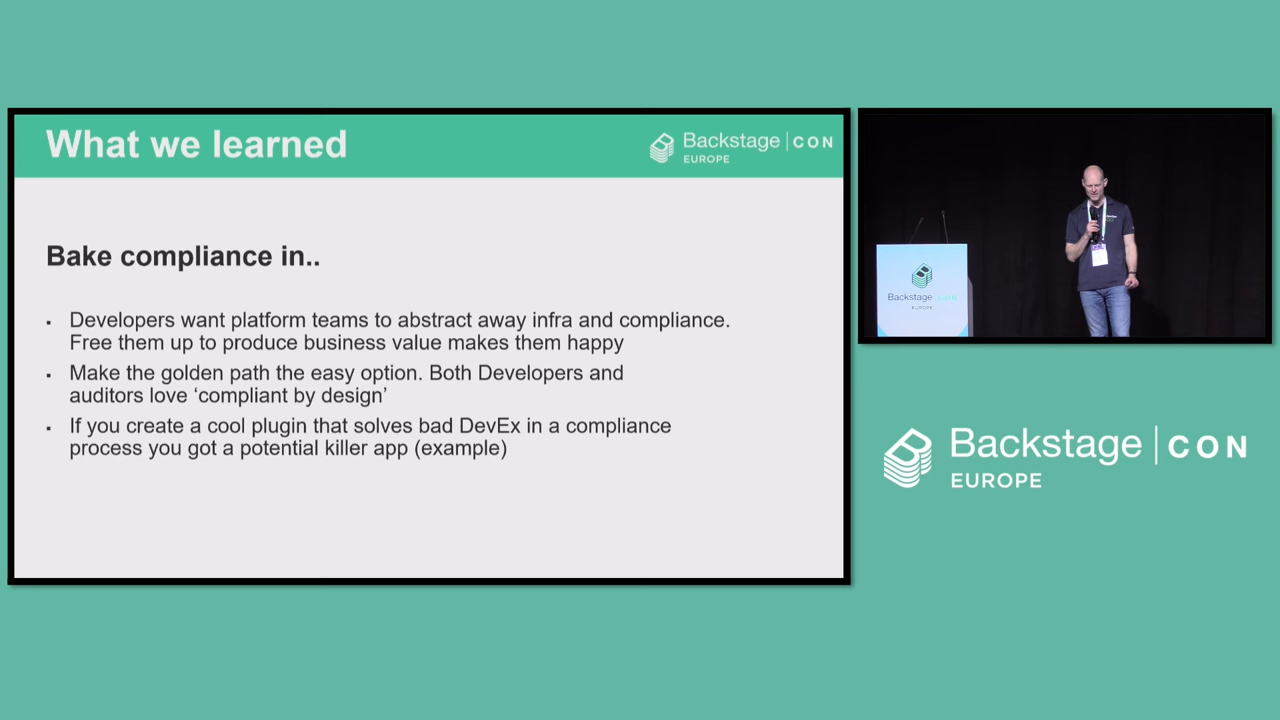 What we learned
Backstage | CON
EUROPE
Bake compliance in..
▪ Developers want platform teams to abstract away infra and compliance.
Free them up to produce business value makes them happy
▪ Make the golden path the easy option. Both Developers and
auditors love ‘compliant by design’
▪ If you create a cool plugin that solves bad DevEx in a compliance
process you got a potential killer app (example)
Backstage CON
EUROPE
Backstage | CON
EUROPE